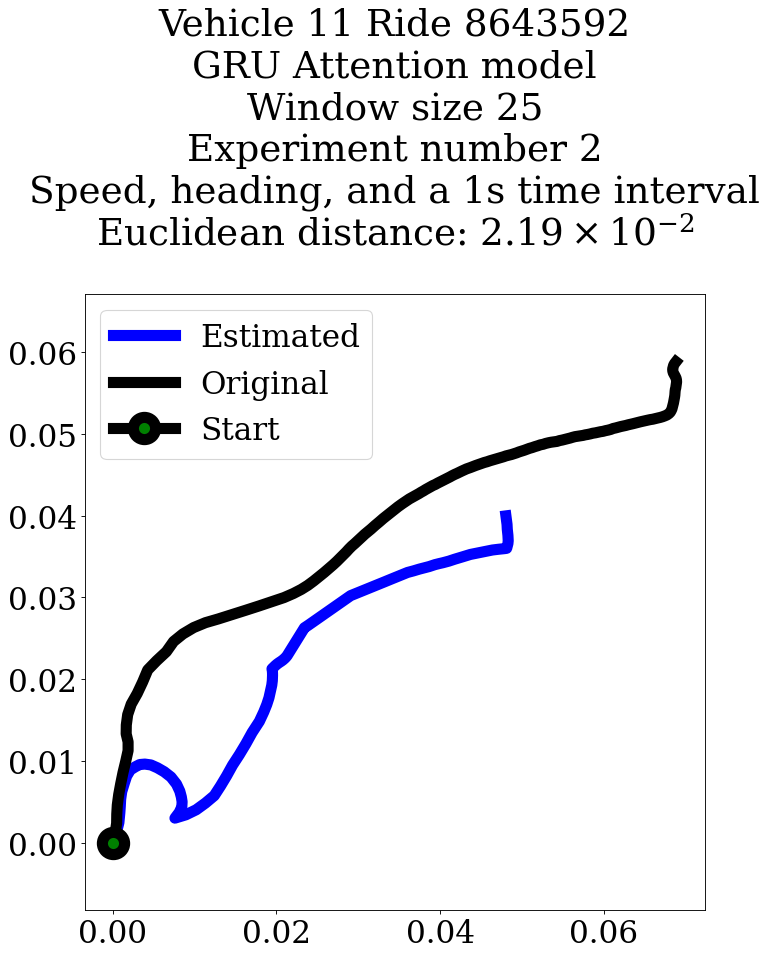 Vehicle 11 Ride 8643592
GRU Attention model
Window size 25
Experiment number 2
Speed, heading, and a 1s time interval
Euclidean distance: 2.19 × 10⁻²
Estimated
Original
Start
0.06
0.05
0.04
0.03
0.02
0.01
0.00
0.00 0.02 0.04 0.06